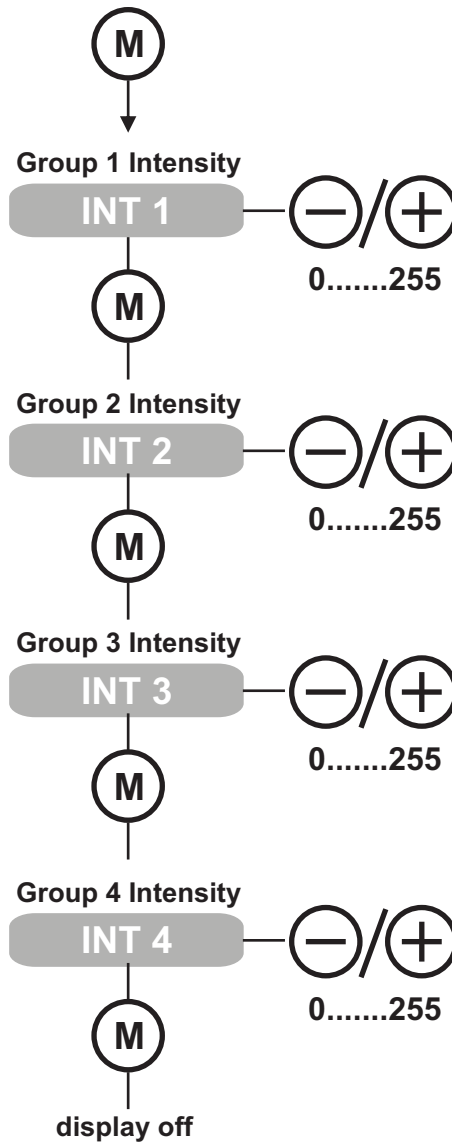 M
Group 1 Intensity
INT 1
−/+
0.......255
M
Group 2 Intensity
INT 2
−/+
0.......255
M
Group 3 Intensity
INT 3
−/+
0.......255
M
Group 4 Intensity
INT 4
−/+
0.......255
M
display off